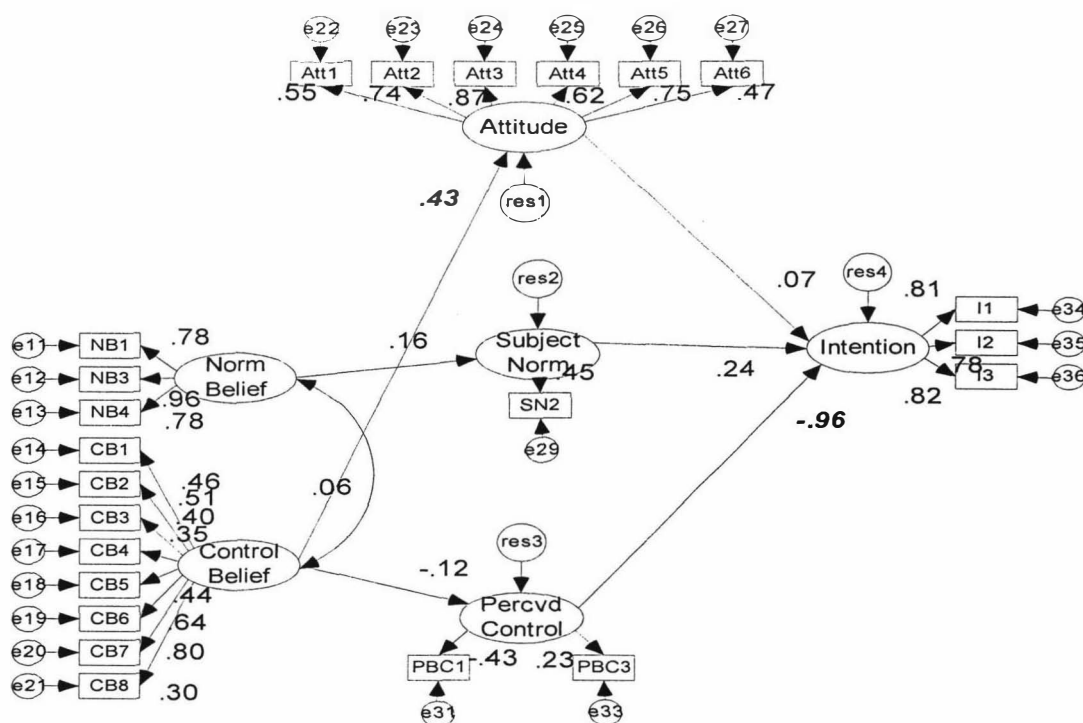 e22 e23 e24 e25 e26 e27
Att1 Att2 Att3 Att4 Att5 Att6
.55 .74 .87 .62 .75 .47
Attitude
.43
res1
res2
res4
.07
.81
I1 e34
e11 NB1 .78
.16
Subject
Norm
Intention
I2 e35
.78
e12 NB3
Norm
Belief
.45
.24
I3 e36
.82
.96
e13 NB4
.78
SN2
-.96
e14 CB1
e29
e15 CB2
.46
.51
.06
e16 CB3
.40
.35
res3
e17 CB4
Control
Belief
-.12
e18 CB5
.44
Percvd
Control
e19 CB6
.64
e20 CB7
.80
PBC1 -.43 .23 PBC3
e21 CB8
.30
e31 e33